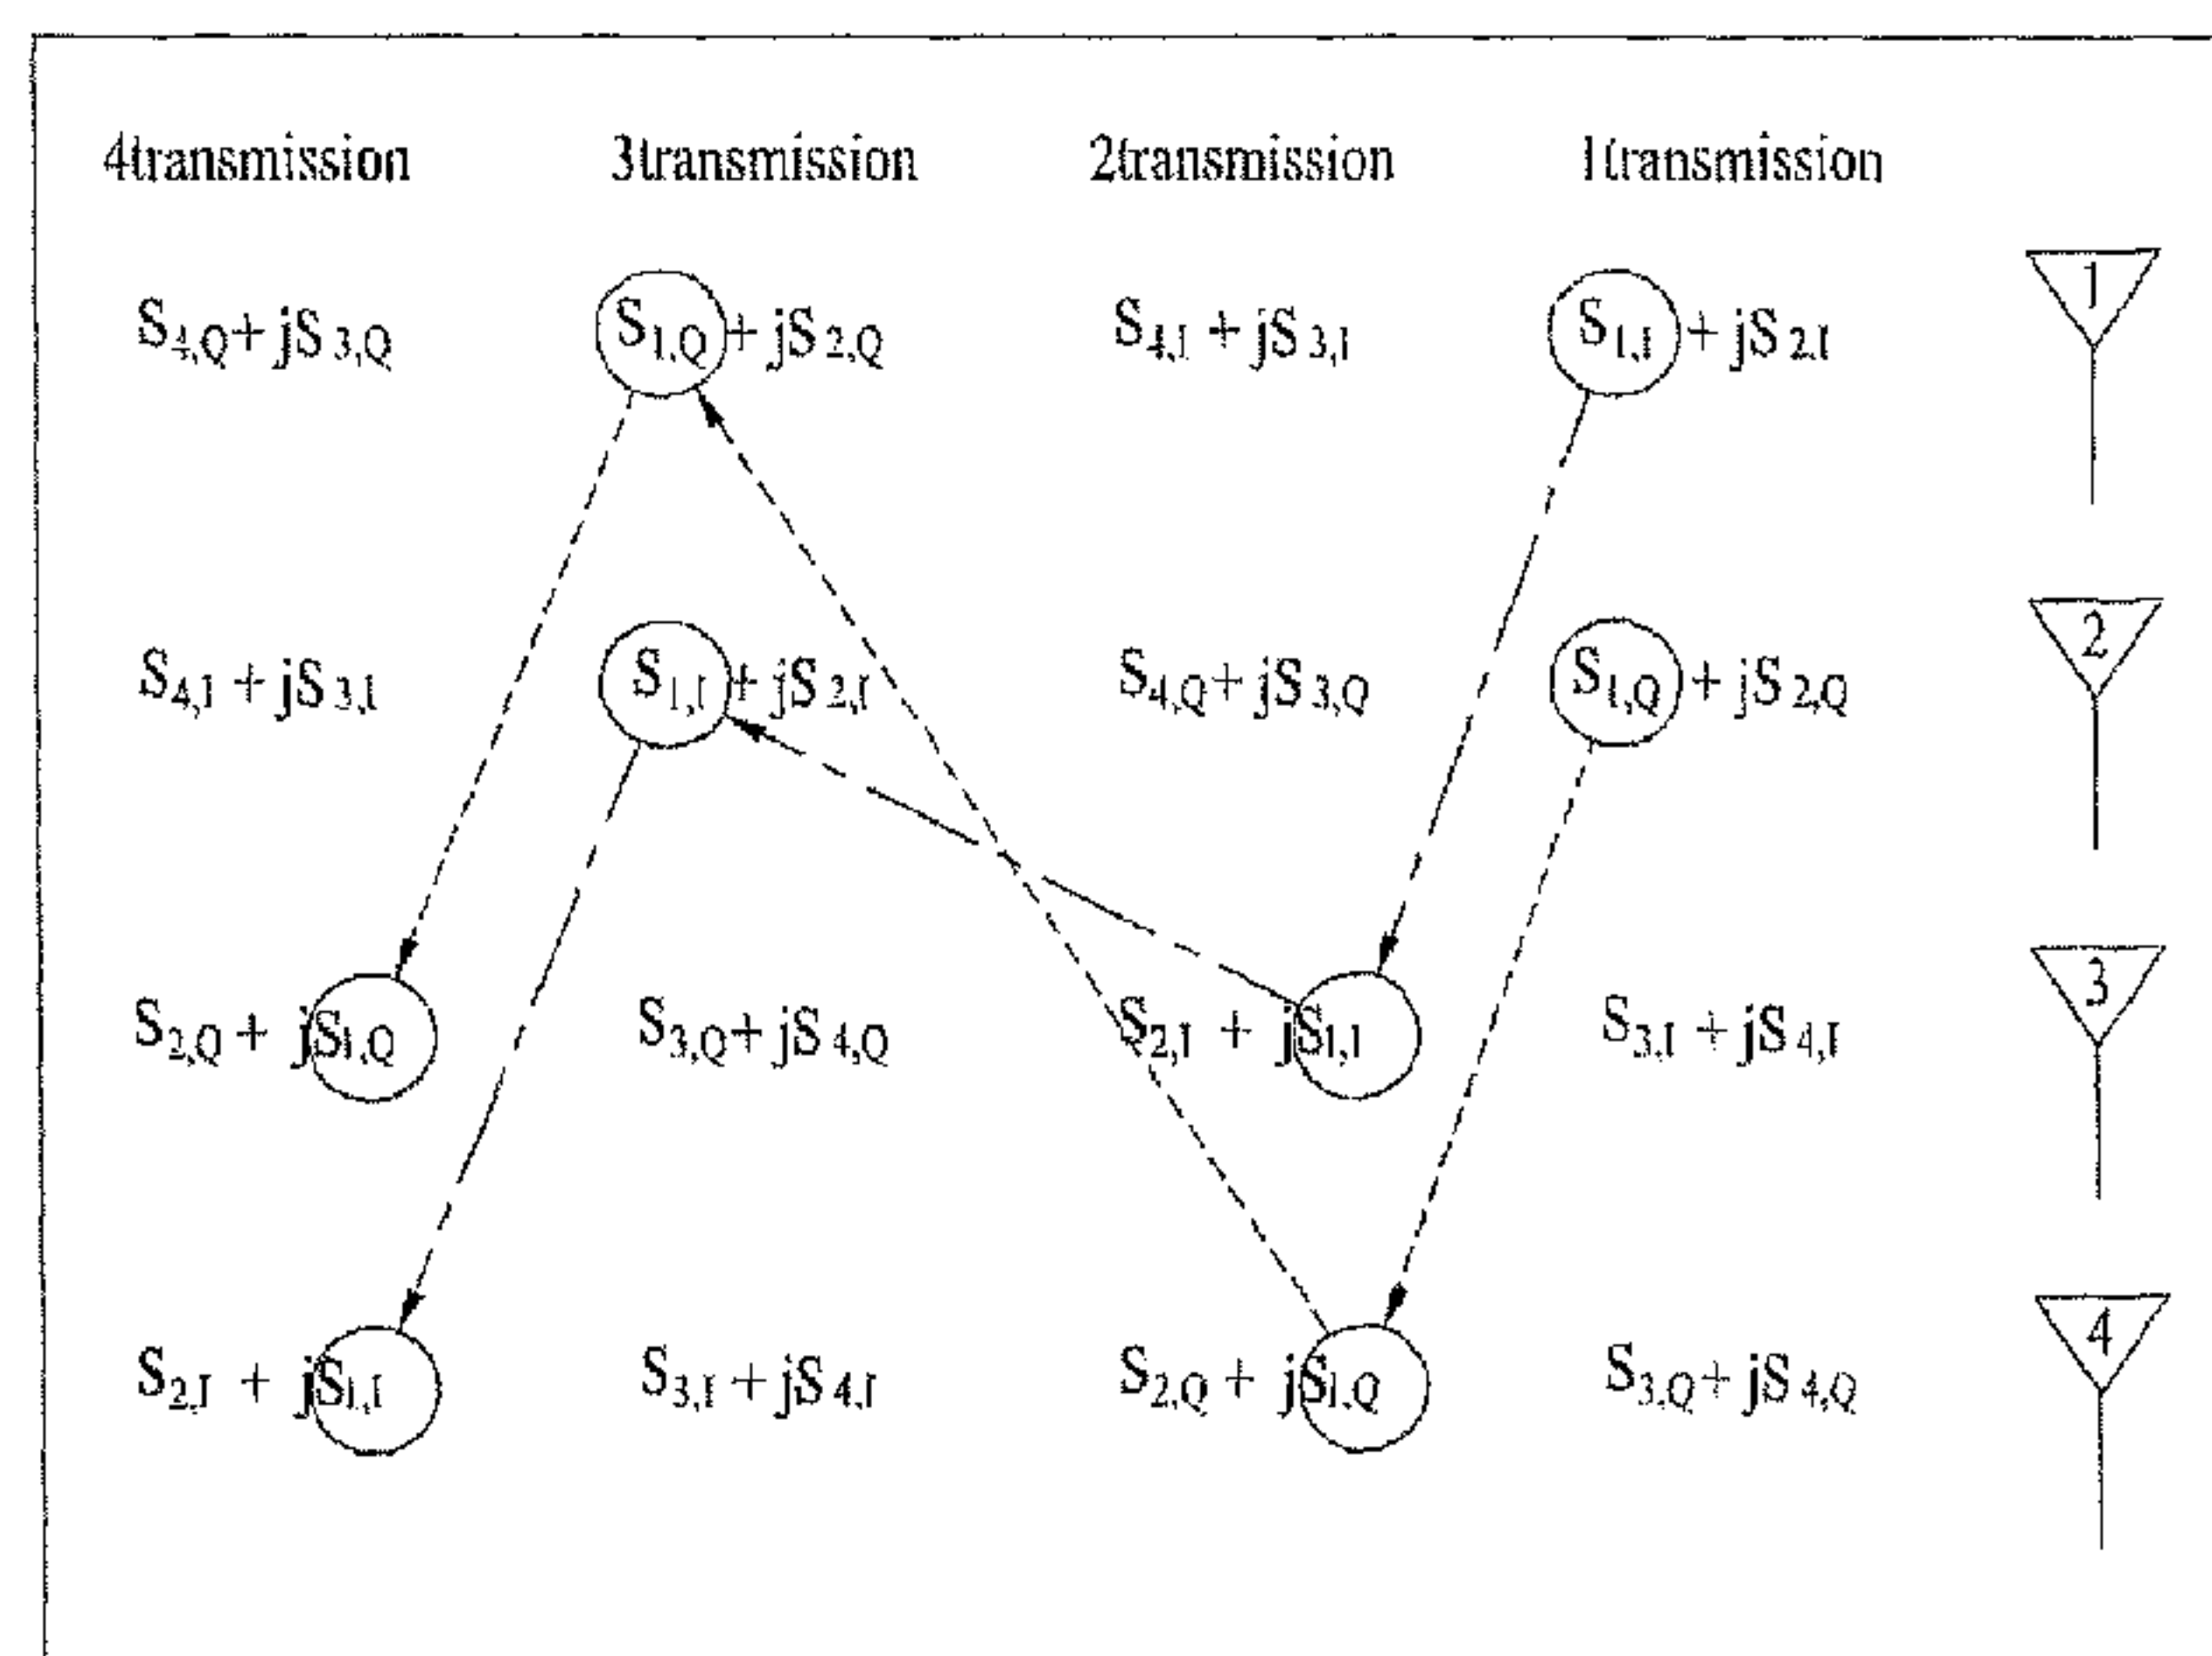 4transmission 3transmission 2transmission 1transmission
S4,Q + jS3,Q S1,Q + jS2,Q S4,I + jS3,I S1,I + jS2,I 1
S4,I + jS3,I S1,I + jS2,I S4,Q + jS3,Q S1,Q + jS2,Q 2
S2,Q + jS1,Q S3,Q + jS4,Q S2,I + jS1,I S3,I + jS4,I 3
S2,I + jS1,I S3,I + jS4,I S2,Q + jS1,Q S3,Q + jS4,Q 4